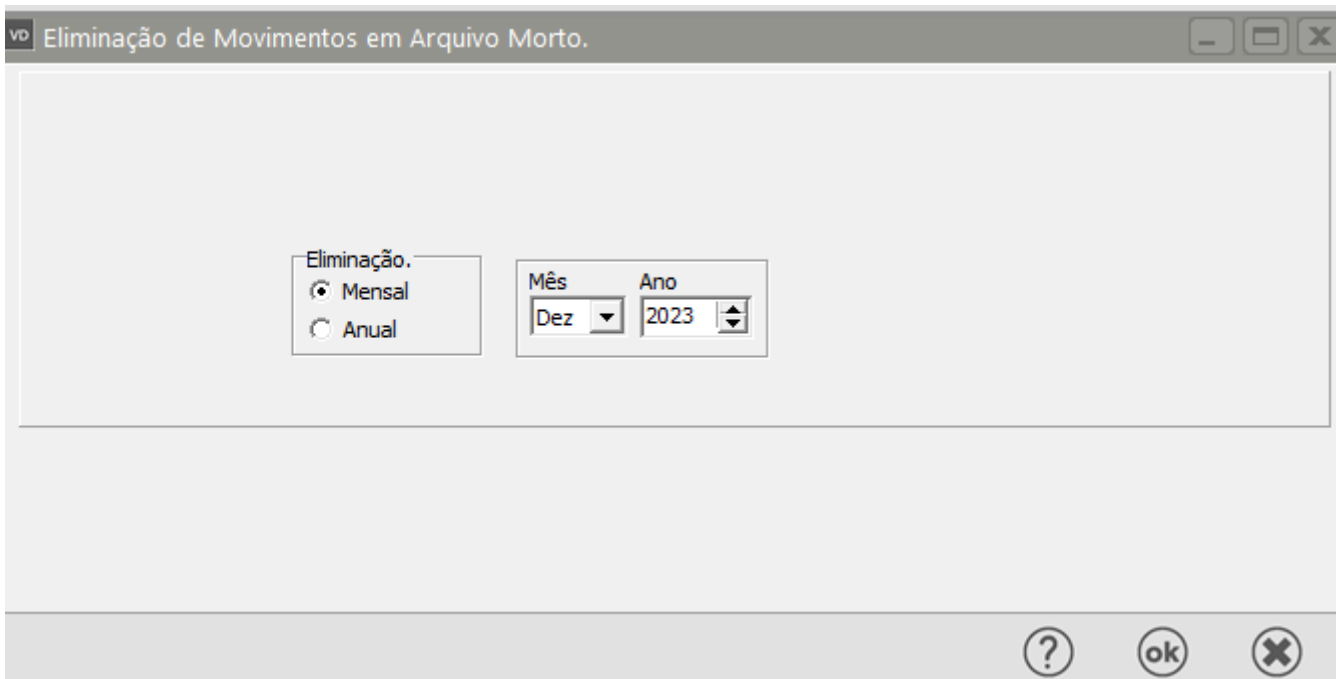 VD Eliminação de Movimentos em Arquivo Morto.
Eliminação.
Mensal
Anual
Mês Ano
Dez 2023
? ok